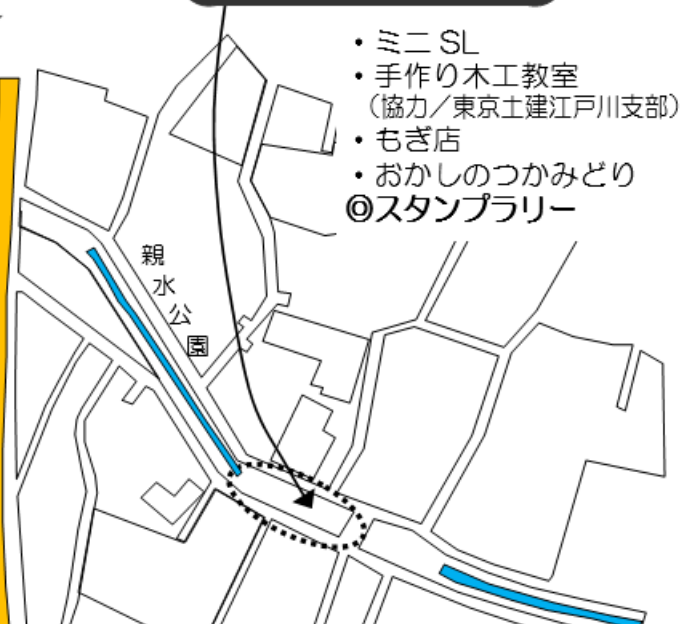 ・ミニSL
・手作り木工教室
（協力／東京土建江戸川支部）
・もぎ店
・おかしのつかみどり
◎スタンプラリー
親水公園